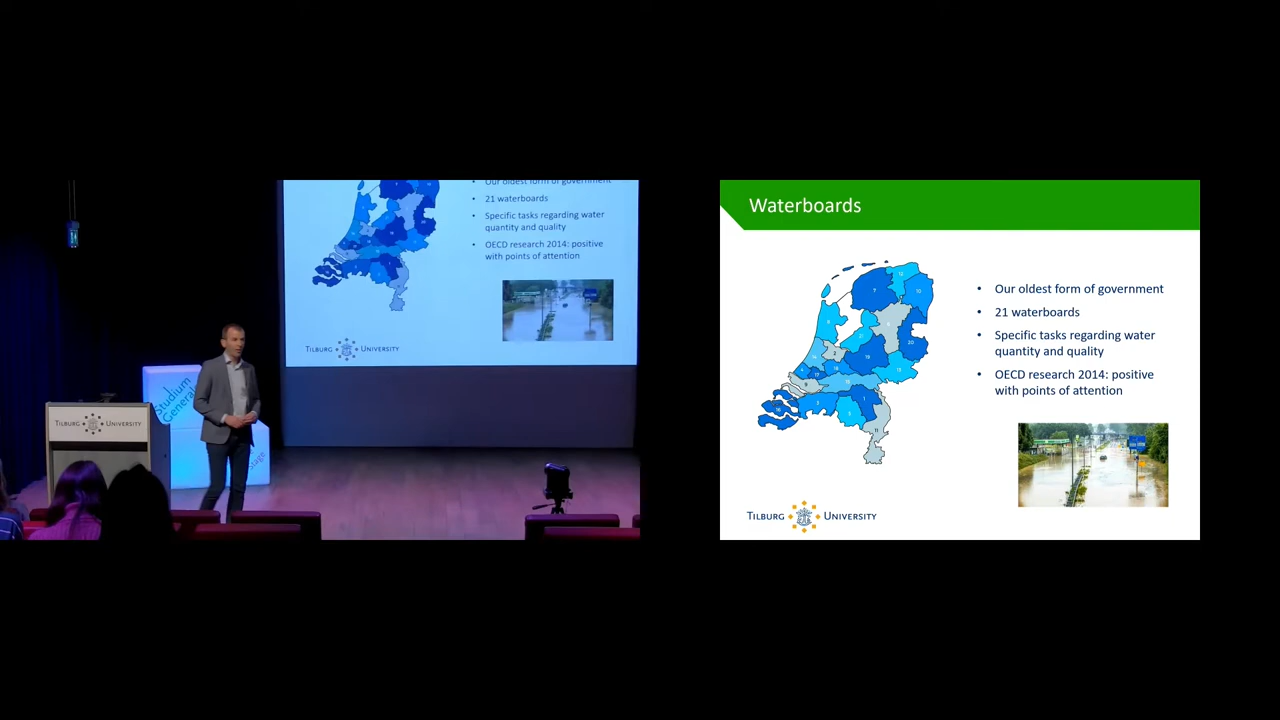 Our oldest form of government
• 21 waterboards
• Specific tasks regarding water
quantity and quality
• OECD research 2014: positive
with points of attention
TILBURG UNIVERSITY
Studium
General
Stage
TILBURG UNIVERSITY
Waterboards
• Our oldest form of government
• 21 waterboards
• Specific tasks regarding water
quantity and quality
• OECD research 2014: positive
with points of attention
TILBURG UNIVERSITY